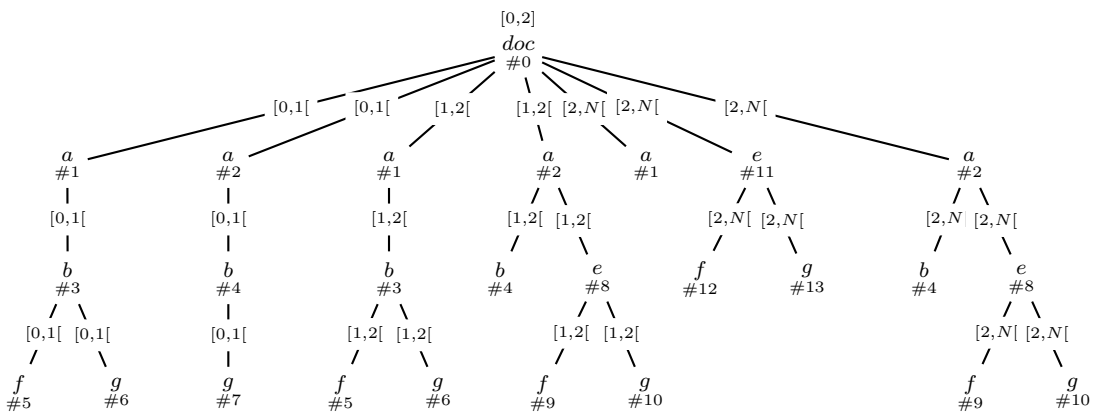 [0,2]
doc
#0
[0,1[ [0,1[ [1,2[ [1,2[ [2,N[ [2,N[ [2,N[
a a a a a e a
#1 #2 #1 #2 #1 #11 #2
[0,1[ [0,1[ [1,2[ [1,2[ [1,2[ [2,N[ [2,N[ [2,N [2,N[
b b b b e f g b e
#3 #4 #3 #4 #8 #12 #13 #4 #8
[0,1[ [0,1[ [0,1[ [1,2[ [1,2[ [1,2[ [1,2[ [2,N[ [2,N[
f g g f g f g f g
#5 #6 #7 #5 #6 #9 #10 #9 #10